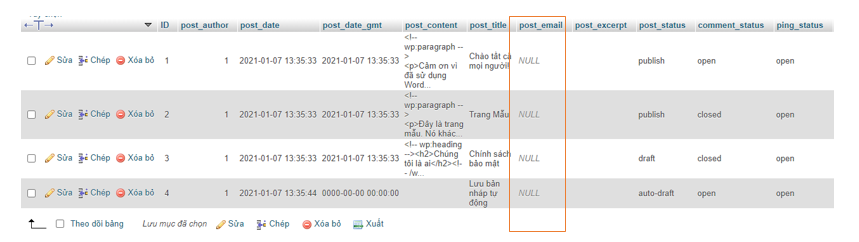 ←T→ ▼ ID post_author post_date post_date_gmt post_content post_title post_email post_excerpt post_status comment_status ping_status
Sửa Chép Xóa bỏ 1 1 2021-01-07 13:35:33 2021-01-07 13:35:33
<!--
wp:paragraph --
>
<p>Cảm ơn vì
đã sử dụng
Word...
Chào tất cả
mọi người!
NULL publish open open
Sửa Chép Xóa bỏ 2 1 2021-01-07 13:35:33 2021-01-07 13:35:33
<!--
wp:paragraph --
>
<p>Đây là trang
mẫu. Nó khác...
Trang Mẫu
NULL publish closed open
Sửa Chép Xóa bỏ 3 1 2021-01-07 13:35:33 2021-01-07 13:35:33
<!-- wp:heading
--><h2>Chúng
tôi là ai</h2><!-
- /w...
Chính sách
bảo mật
NULL draft closed open
Sửa Chép Xóa bỏ 4 1 2021-01-07 13:35:44 0000-00-00 00:00:00
Lưu bản
nháp tự
động
NULL auto-draft open open
Theo dõi bảng Lưu mục đã chọn Sửa Chép Xóa bỏ Xuất